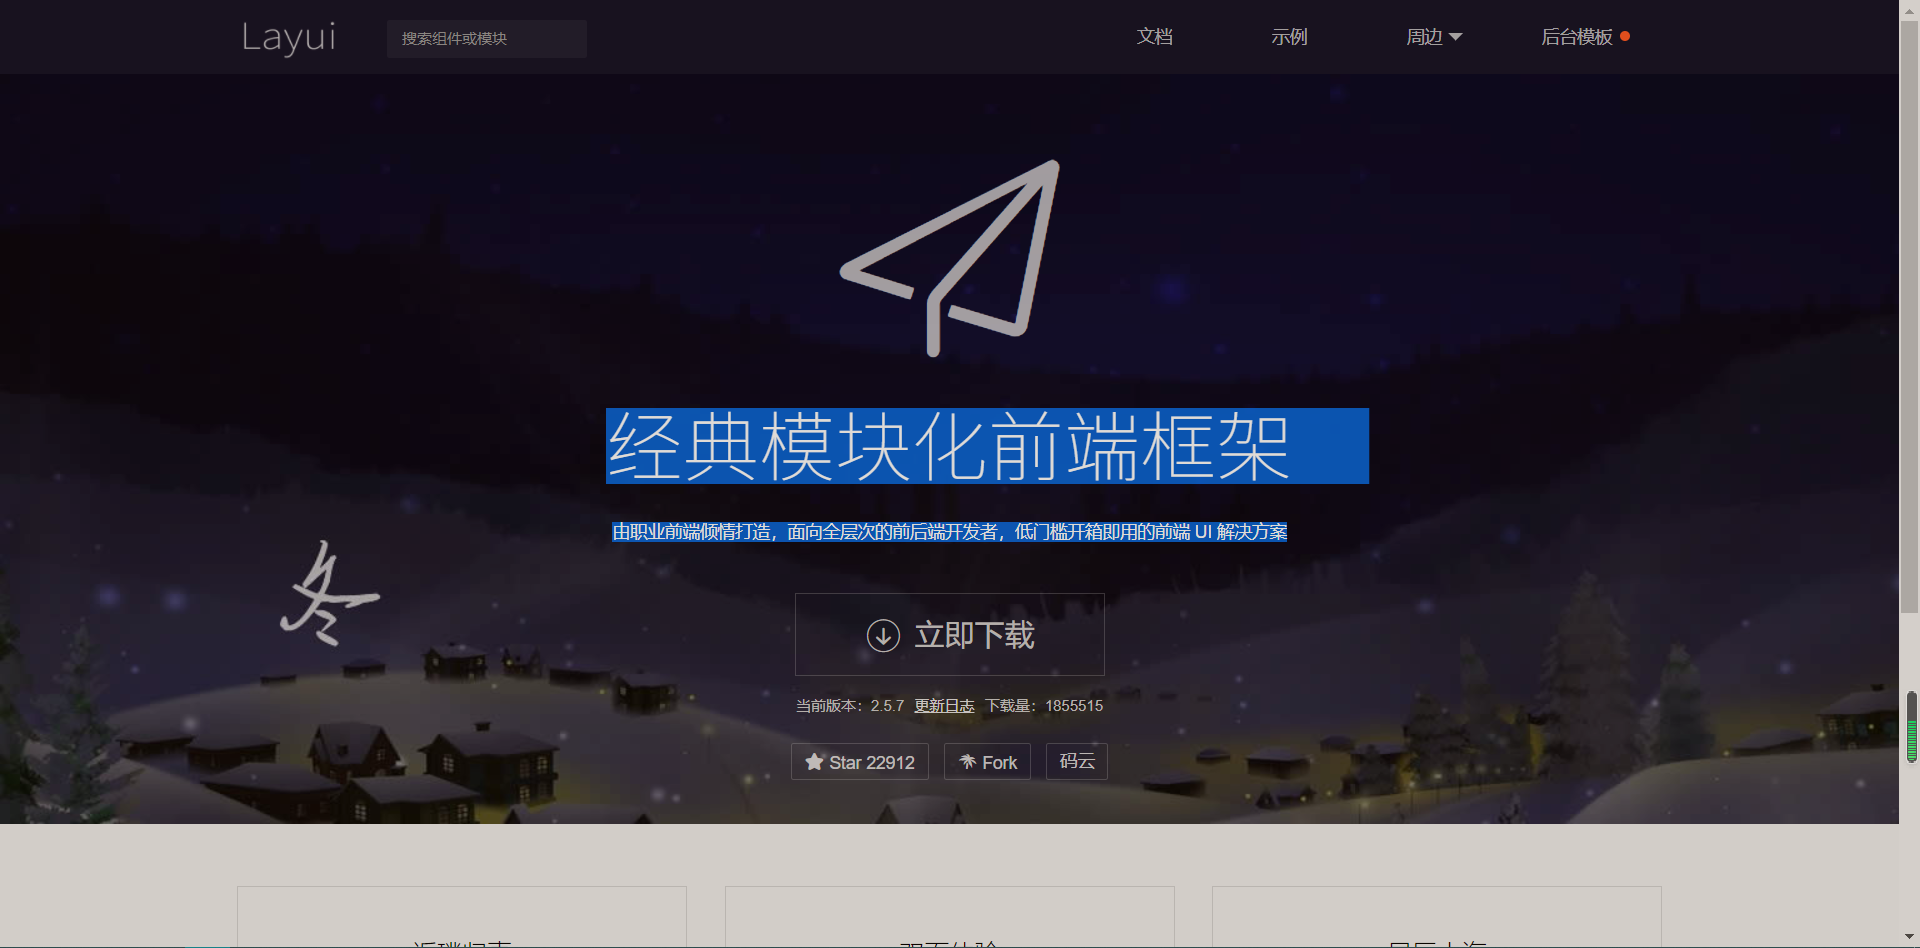 Layui
搜索组件或模块
文档
示例
周边
后台模板
经典模块化前端框架
由职业前端倾情打造，面向全层次的前后端开发者，低门槛开箱即用的前端 UI 解决方案
冬
立即下载
当前版本：2.5.7 更新日志 下载量：1855515
Star 22912
Fork
码云